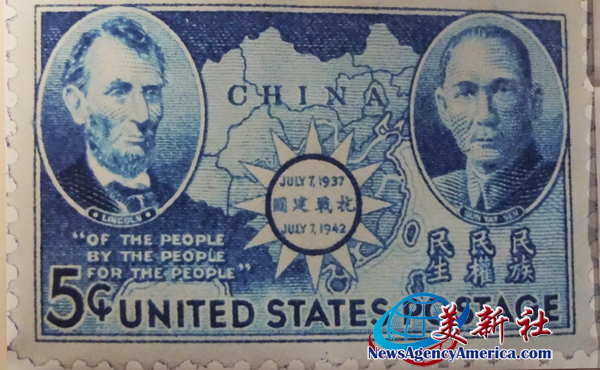 CHINA
LINCOLN
SUN YAT-SEN
JULY 7, 1937
抗戰建國
JULY 7, 1942
"OF THE PEOPLE
BY THE PEOPLE
FOR THE PEOPLE"
民族
民權
民生
5¢ UNITED STATES POSTAGE
美新社
NewsAgencyAmerica.com